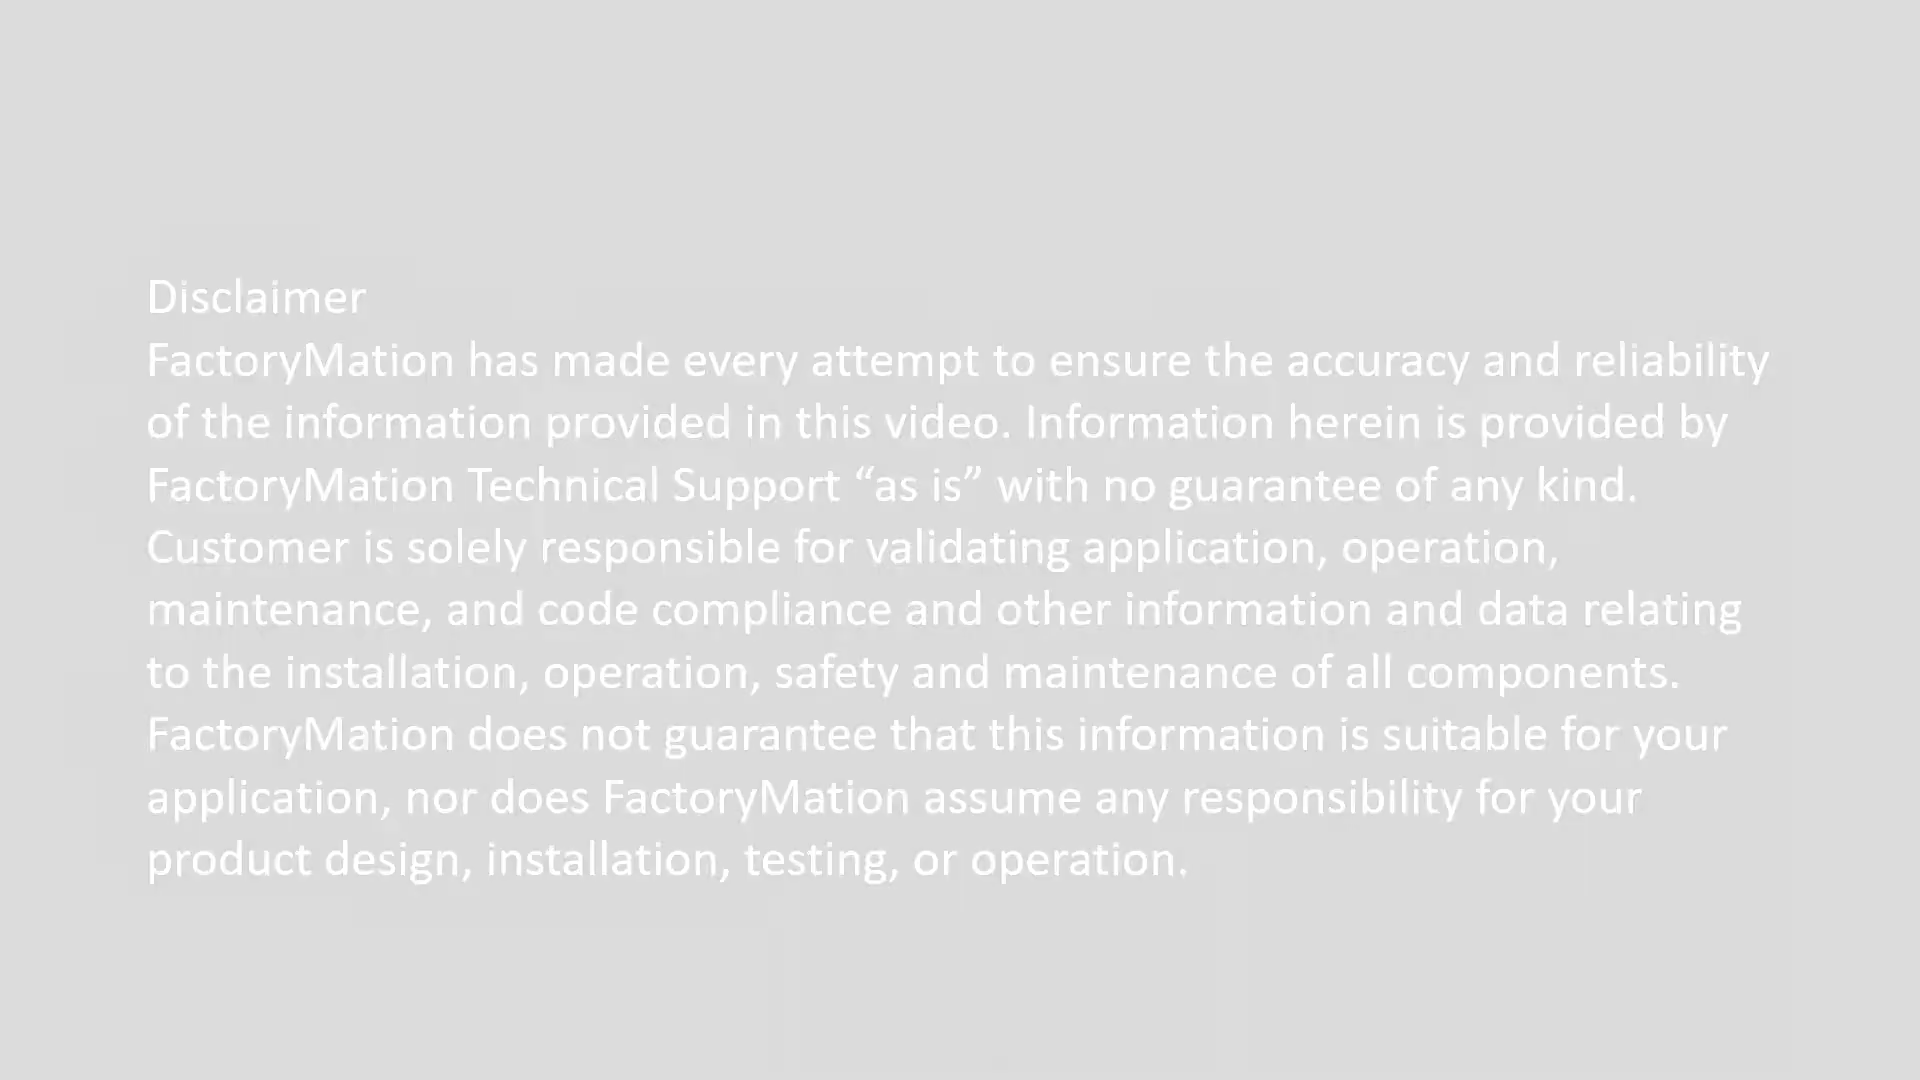 Disclaimer
FactoryMation has made every attempt to ensure the accuracy and reliability
of the information provided in this video. Information herein is provided by
FactoryMation Technical Support “as is” with no guarantee of any kind.
Customer is solely responsible for validating application, operation,
maintenance, and code compliance and other information and data relating
to the installation, operation, safety and maintenance of all components.
FactoryMation does not guarantee that this information is suitable for your
application, nor does FactoryMation assume any responsibility for your
product design, installation, testing, or operation.